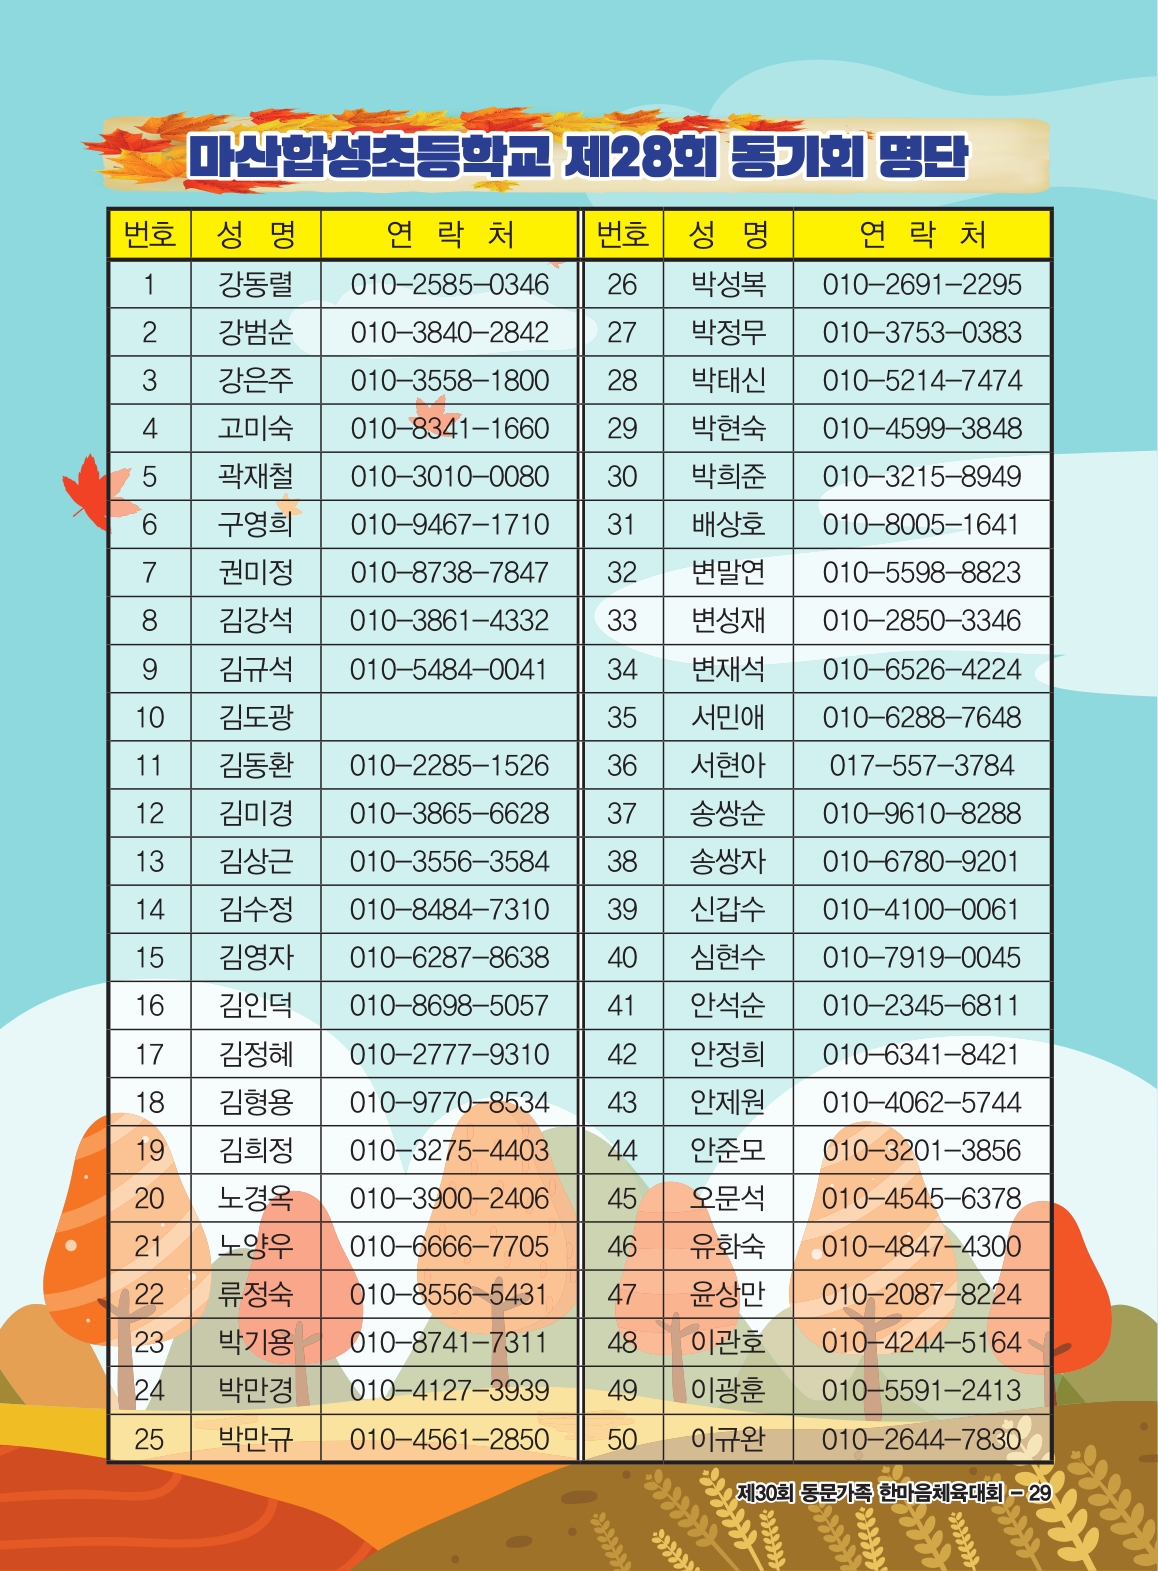 마산합성초등학교 제28회 동기회 명단
번호 성 명 연 락 처 번호 성 명 연 락 처
1 강동렬 010-2585-0346 26 박성복 010-2691-2295
2 강범순 010-3840-2842 27 박정무 010-3753-0383
3 강은주 010-3558-1800 28 박태신 010-5214-7474
4 고미숙 010-8341-1660 29 박현숙 010-4599-3848
5 곽재철 010-3010-0080 30 박희준 010-3215-8949
6 구영희 010-9467-1710 31 배상호 010-8005-1641
7 권미정 010-8738-7847 32 변말연 010-5598-8823
8 김강석 010-3861-4332 33 변성재 010-2850-3346
9 김규석 010-5484-0041 34 변재석 010-6526-4224
10 김도광 35 서민애 010-6288-7648
11 김동환 010-2285-1526 36 서현아 017-557-3784
12 김미경 010-3865-6628 37 송쌍순 010-9610-8288
13 김상근 010-3556-3584 38 송쌍자 010-6780-9201
14 김수정 010-8484-7310 39 신갑수 010-4100-0061
15 김영자 010-6287-8638 40 심현수 010-7919-0045
16 김인덕 010-8698-5057 41 안석순 010-2345-6811
17 김정혜 010-2777-9310 42 안정희 010-6341-8421
18 김형용 010-9770-8534 43 안제원 010-4062-5744
19 김희정 010-3275-4403 44 안준모 010-3201-3856
20 노경옥 010-3900-2406 45 오문석 010-4545-6378
21 노양우 010-6666-7705 46 유화숙 010-4847-4300
22 류정숙 010-8556-5431 47 윤상만 010-2087-8224
23 박기용 010-8741-7311 48 이관호 010-4244-5164
24 박만경 010-4127-3939 49 이광훈 010-5591-2413
25 박만규 010-4561-2850 50 이규완 010-2644-7830
제30회 동문가족 한마음체육대회 - 29